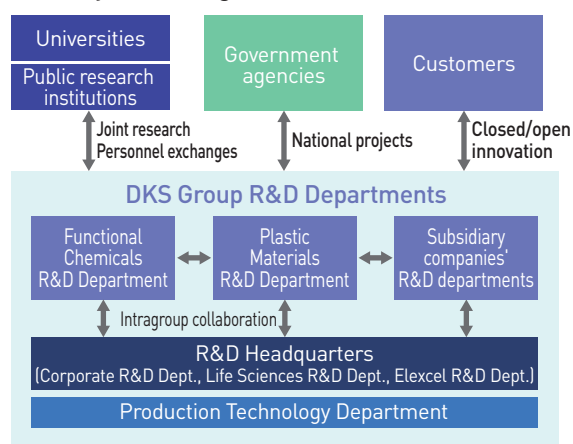 Universities
Public research
institutions
Government
agencies
Customers
Joint research
Personnel exchanges
National projects
Closed/open
innovation
DKS Group R&D Departments
Functional
Chemicals
R&D Department
Plastic
Materials
R&D Department
Subsidiary
companies'
R&D departments
Intragroup collaboration
R&D Headquarters
(Corporate R&D Dept., Life Sciences R&D Dept., Elexcel R&D Dept.)
Production Technology Department